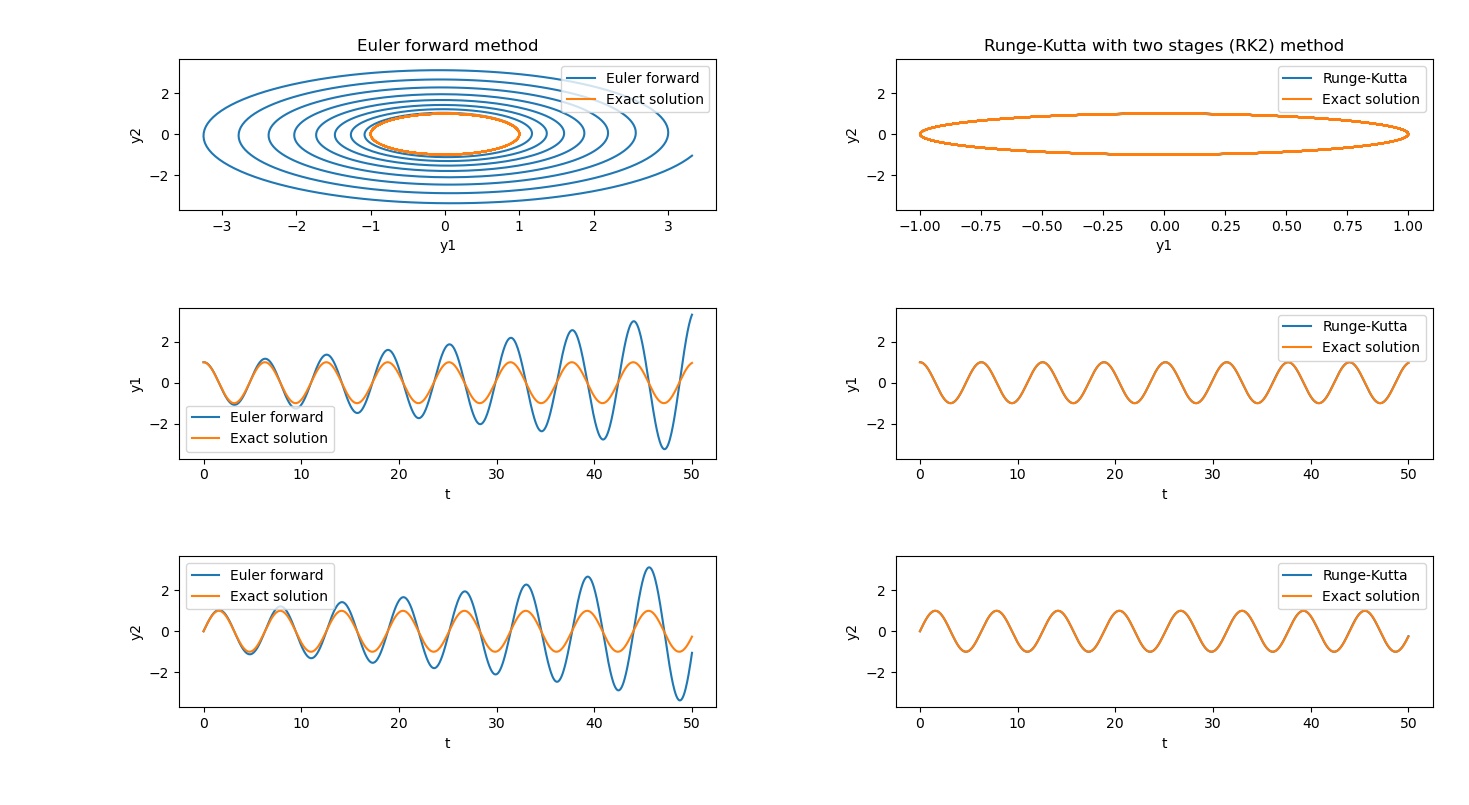 Euler forward method
Euler forward
Exact solution
y2
2
0
−2
−3 −2 −1 0 1 2 3
y1
Runge-Kutta with two stages (RK2) method
Runge-Kutta
Exact solution
y2
2
0
−2
−1.00 −0.75 −0.50 −0.25 0.00 0.25 0.50 0.75 1.00
y1
y1
2
0
−2
Euler forward
Exact solution
0 10 20 30 40 50
t
Runge-Kutta
Exact solution
y1
2
0
−2
0 10 20 30 40 50
t
Euler forward
Exact solution
y2
2
0
−2
0 10 20 30 40 50
t
Runge-Kutta
Exact solution
y2
2
0
−2
0 10 20 30 40 50
t